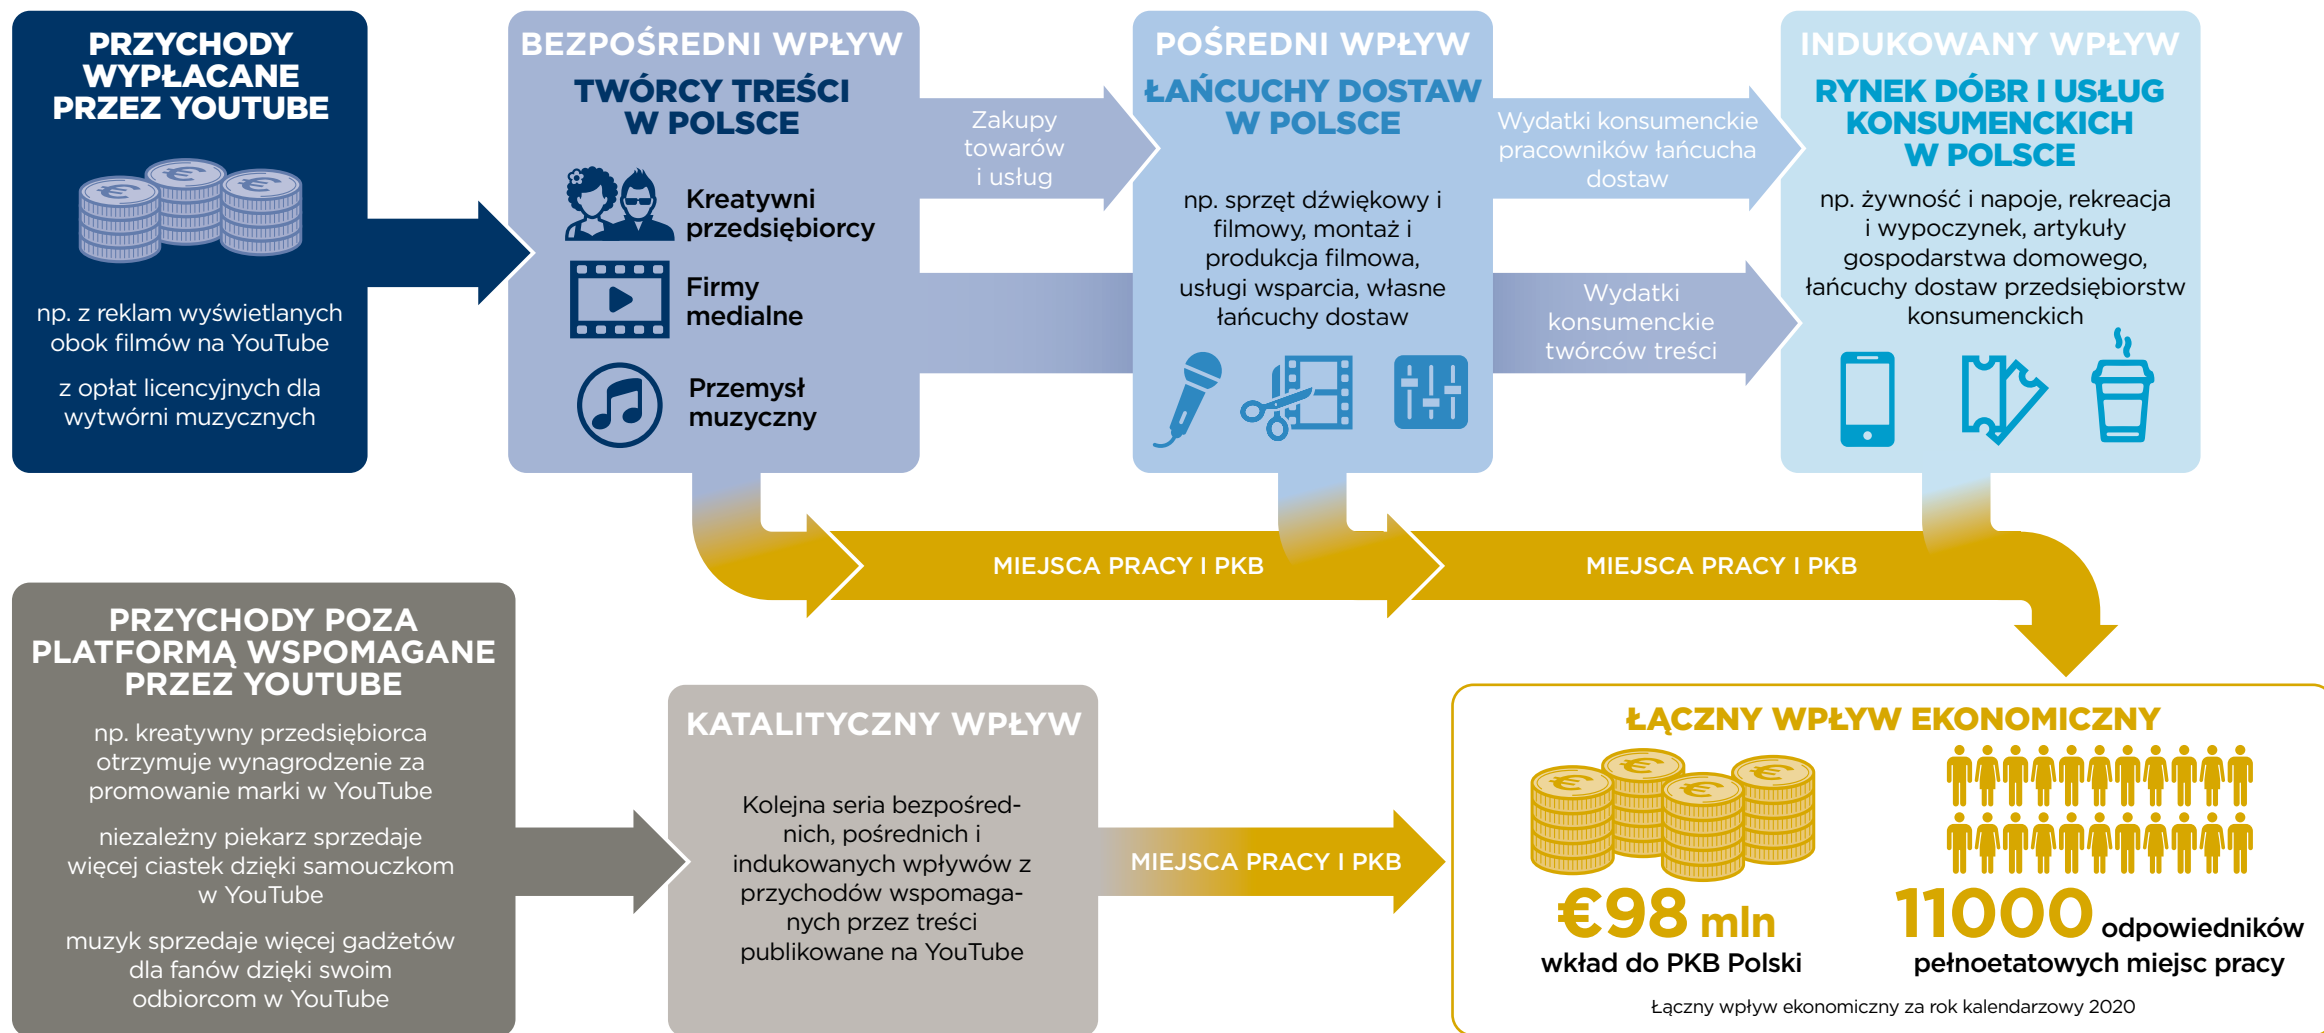 PRZYCHODY
WYPŁACANE
PRZEZ YOUTUBE
np. z reklam wyświetlanych
obok filmów na YouTube
z opłat licencyjnych dla
wytwórni muzycznych
BEZPOŚREDNI WPŁYW
TWÓRCY TREŚCI
W POLSCE
Kreatywni
przedsiębiorcy
Firmy
medialne
Przemysł
muzyczny
Zakupy
towarów
i usług
POŚREDNI WPŁYW
ŁAŃCUCHY DOSTAW
W POLSCE
np. sprzęt dźwiękowy i
filmowy, montaż i
produkcja filmowa,
usługi wsparcia, własne
łańcuchy dostaw
Wydatki konsumenckie
pracowników łańcucha
dostaw
Wydatki
konsumenckie
twórców treści
INDUKOWANY WPŁYW
RYNEK DÓBR I USŁUG
KONSUMENCKICH
W POLSCE
np. żywność i napoje, rekreacja
i wypoczynek, artykuły
gospodarstwa domowego,
łańcuchy dostaw przedsiębiorstw
konsumenckich
MIEJSCA PRACY I PKB
MIEJSCA PRACY I PKB
PRZYCHODY POZA
PLATFORMĄ WSPOMAGANE
PRZEZ YOUTUBE
np. kreatywny przedsiębiorca
otrzymuje wynagrodzenie za
promowanie marki w YouTube
niezależny piekarz sprzedaje
więcej ciastek dzięki samouczkom
w YouTube
muzyk sprzedaje więcej gadżetów
dla fanów dzięki swoim
odbiorcom w YouTube
KATALITYCZNY WPŁYW
Kolejna seria bezpośred-
nich, pośrednich i
indukowanych wpływów z
przychodów wspomaga-
nych przez treści
publikowane na YouTube
MIEJSCA PRACY I PKB
ŁĄCZNY WPŁYW EKONOMICZNY
€98 mln
wkład do PKB Polski
11000 odpowiedników
pełnoetatowych miejsc pracy
Łączny wpływ ekonomiczny za rok kalendarzowy 2020